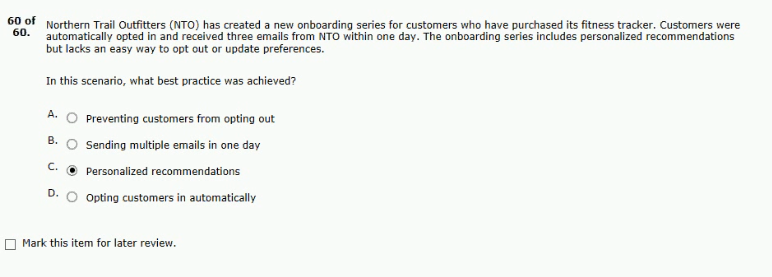 60 of 60. Northern Trail Outfitters (NTO) has created a new onboarding series for customers who have purchased its fitness tracker. Customers were
automatically opted in and received three emails from NTO within one day. The onboarding series includes personalized recommendations
but lacks an easy way to opt out or update preferences.
In this scenario, what best practice was achieved?
A. Preventing customers from opting out
B. Sending multiple emails in one day
C. Personalized recommendations
D. Opting customers in automatically
Mark this item for later review.